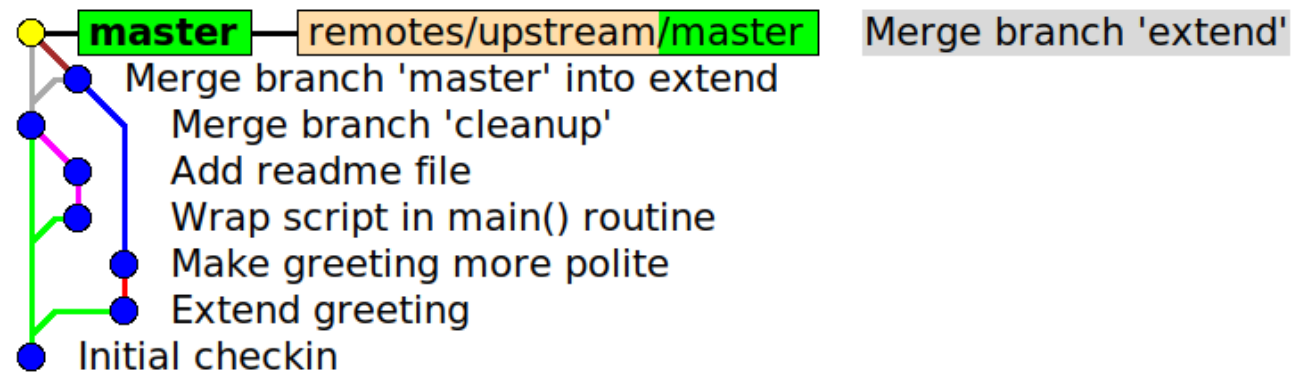 master remotes/upstream/master Merge branch 'extend'
Merge branch 'master' into extend
Merge branch 'cleanup'
Add readme file
Wrap script in main() routine
Make greeting more polite
Extend greeting
Initial checkin